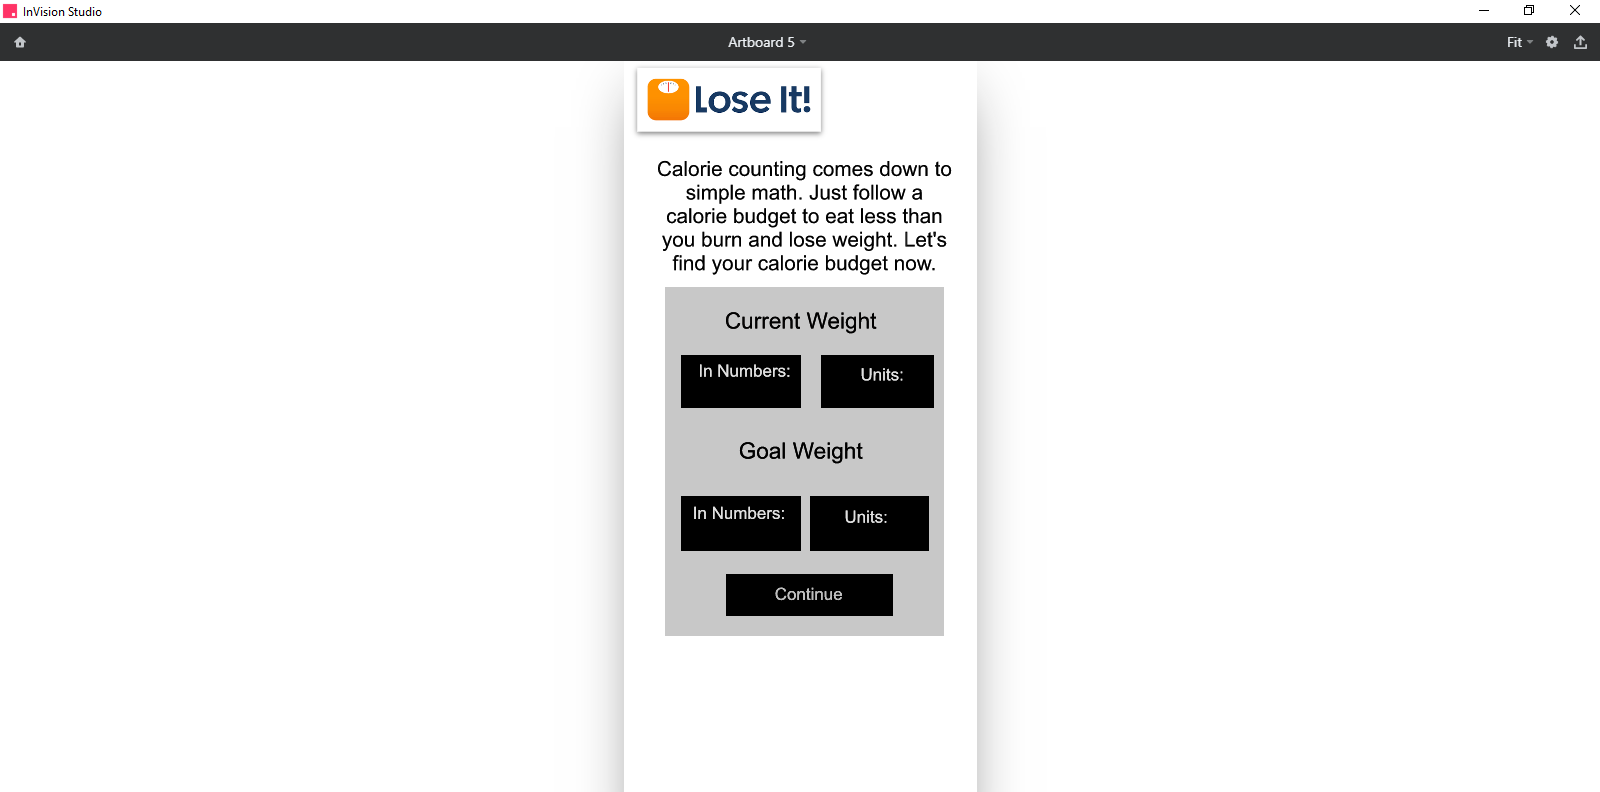 InVision Studio
Artboard 5
Fit
Lose It!
Calorie counting comes down to
simple math. Just follow a
calorie budget to eat less than
you burn and lose weight. Let's
find your calorie budget now.
Current Weight
In Numbers:
Units:
Goal Weight
In Numbers:
Units:
Continue